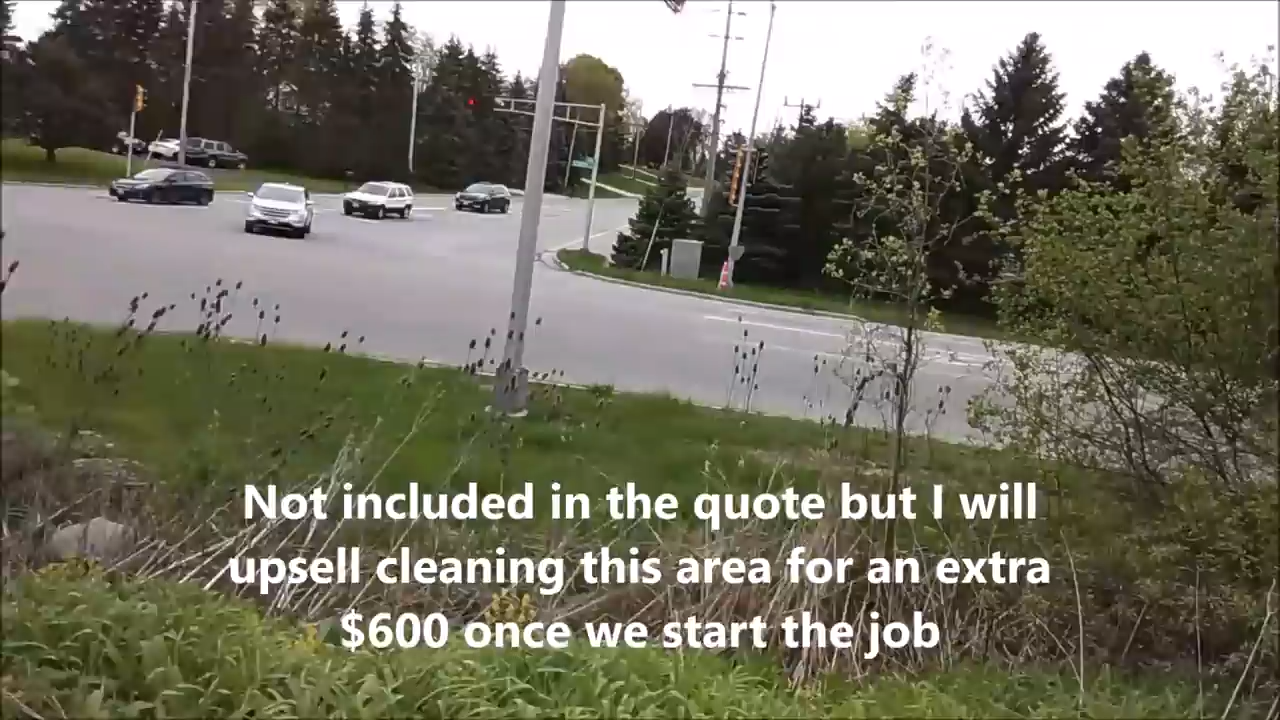 Not included in the quote but I will
upsell cleaning this area for an extra
$600 once we start the job